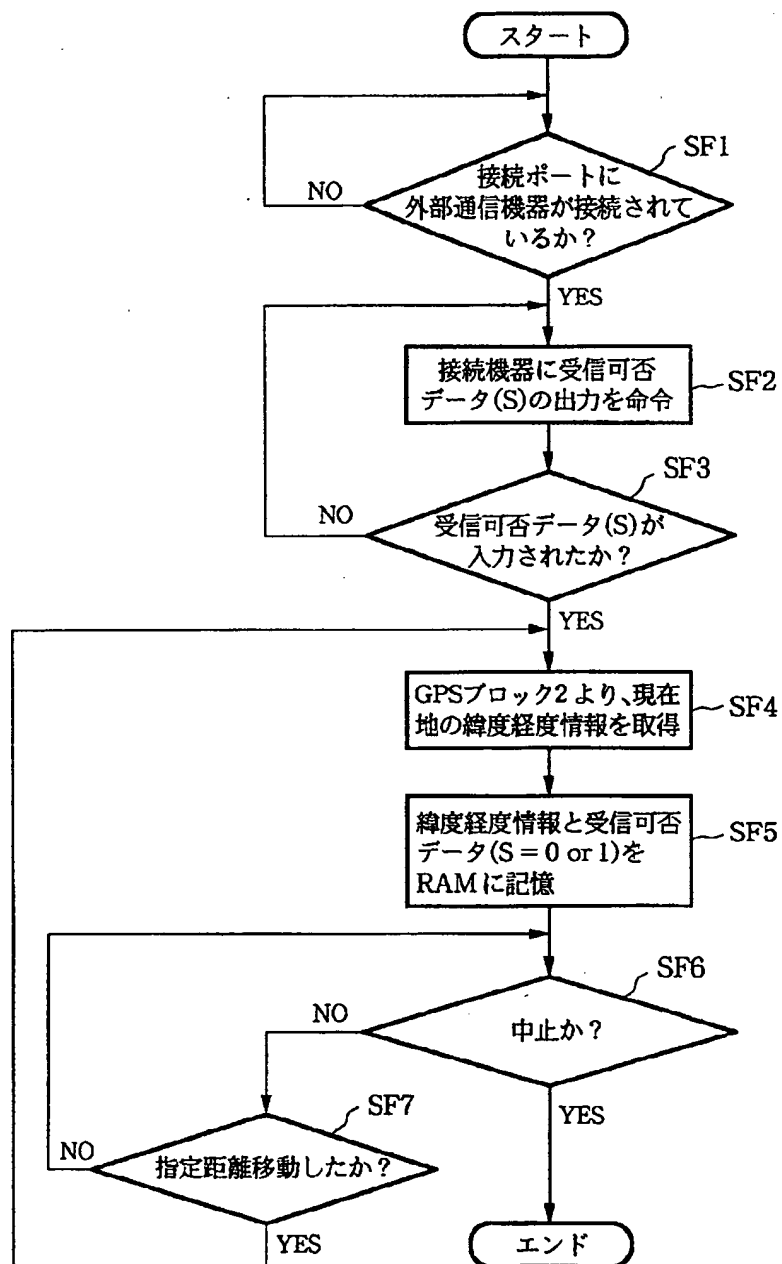 スタート
SF1
接続ポートに
外部通信機器が接続されて
いるか？
NO
YES
接続機器に受信可否
データ(S)の出力を命令
SF2
SF3
NO
受信可否データ(S)が
入力されたか？
YES
GPSブロック2より、現在
地の緯度経度情報を取得
SF4
緯度経度情報と受信可否
データ(S = 0 or 1)を
RAMに記憶
SF5
SF6
NO
中止か？
SF7
YES
NO
指定距離移動したか？
YES
エンド